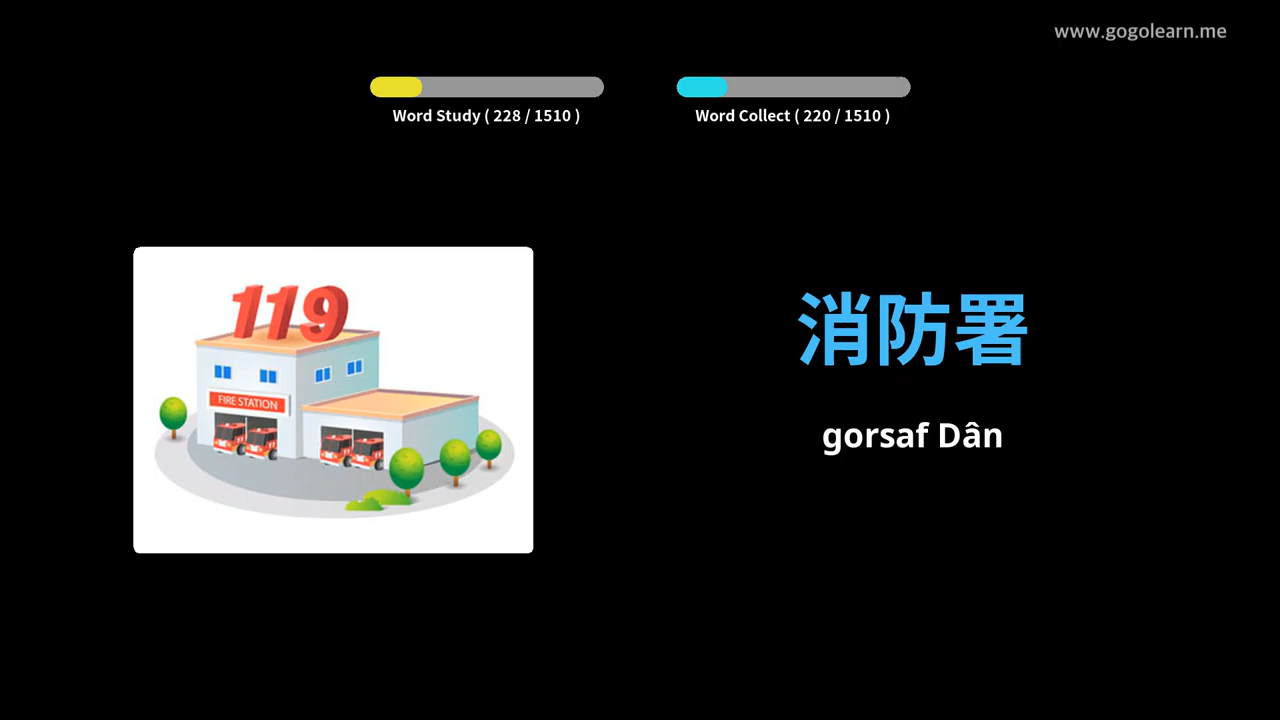 www.gogolearn.me
Word Study ( 228 / 1510 )
Word Collect ( 220 / 1510 )
119
FIRE STATION
消防署
gorsaf Dân